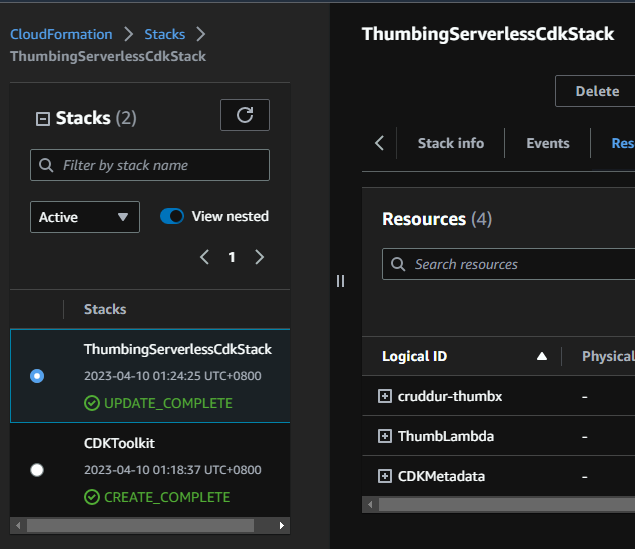 CloudFormation > Stacks >
ThumbingServerlessCdkStack
Stacks (2)
Filter by stack name
Active
View nested
1
Stacks
ThumbingServerlessCdkStack
2023-04-10 01:24:25 UTC+0800
UPDATE_COMPLETE
CDKToolkit
2023-04-10 01:18:37 UTC+0800
CREATE_COMPLETE
ThumbingServerlessCdkStack
Delete
Stack info Events Res
Resources (4)
Search resources
Logical ID Physical
cruddur-thumbx -
ThumbLambda -
CDKMetadata -